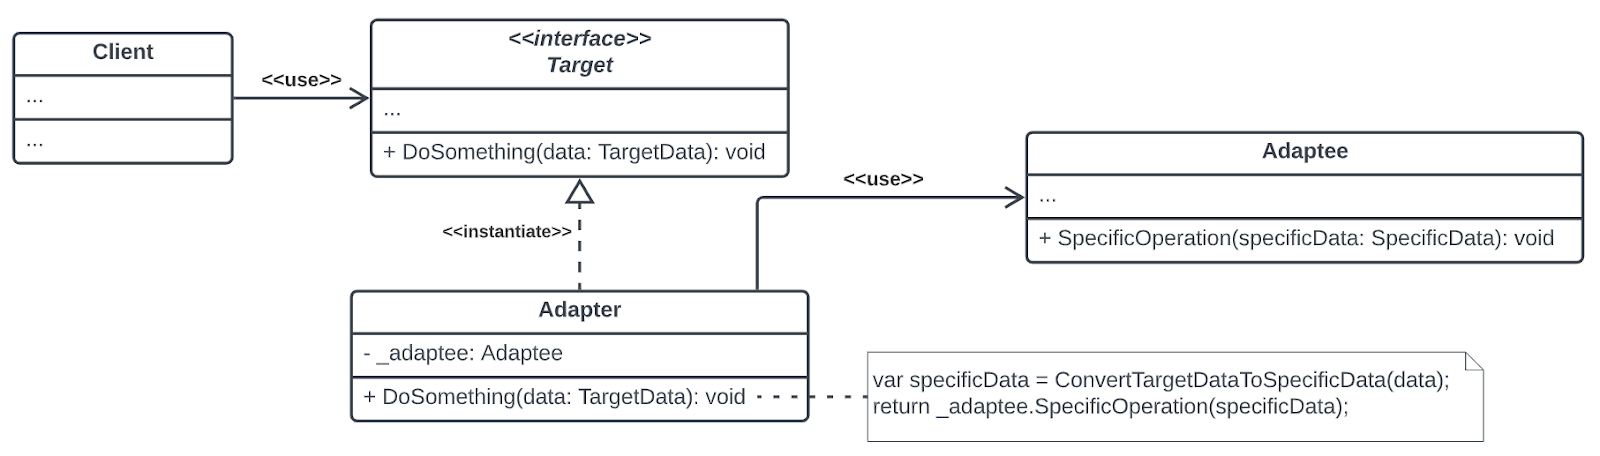 Client
...
...
<<use>>
<<interface>>
Target
...
+ DoSomething(data: TargetData): void
<<instantiate>>
<<use>>
Adaptee
...
+ SpecificOperation(specificData: SpecificData): void
Adapter
- _adaptee: Adaptee
+ DoSomething(data: TargetData): void
var specificData = ConvertTargetDataToSpecificData(data);
return _adaptee.SpecificOperation(specificData);